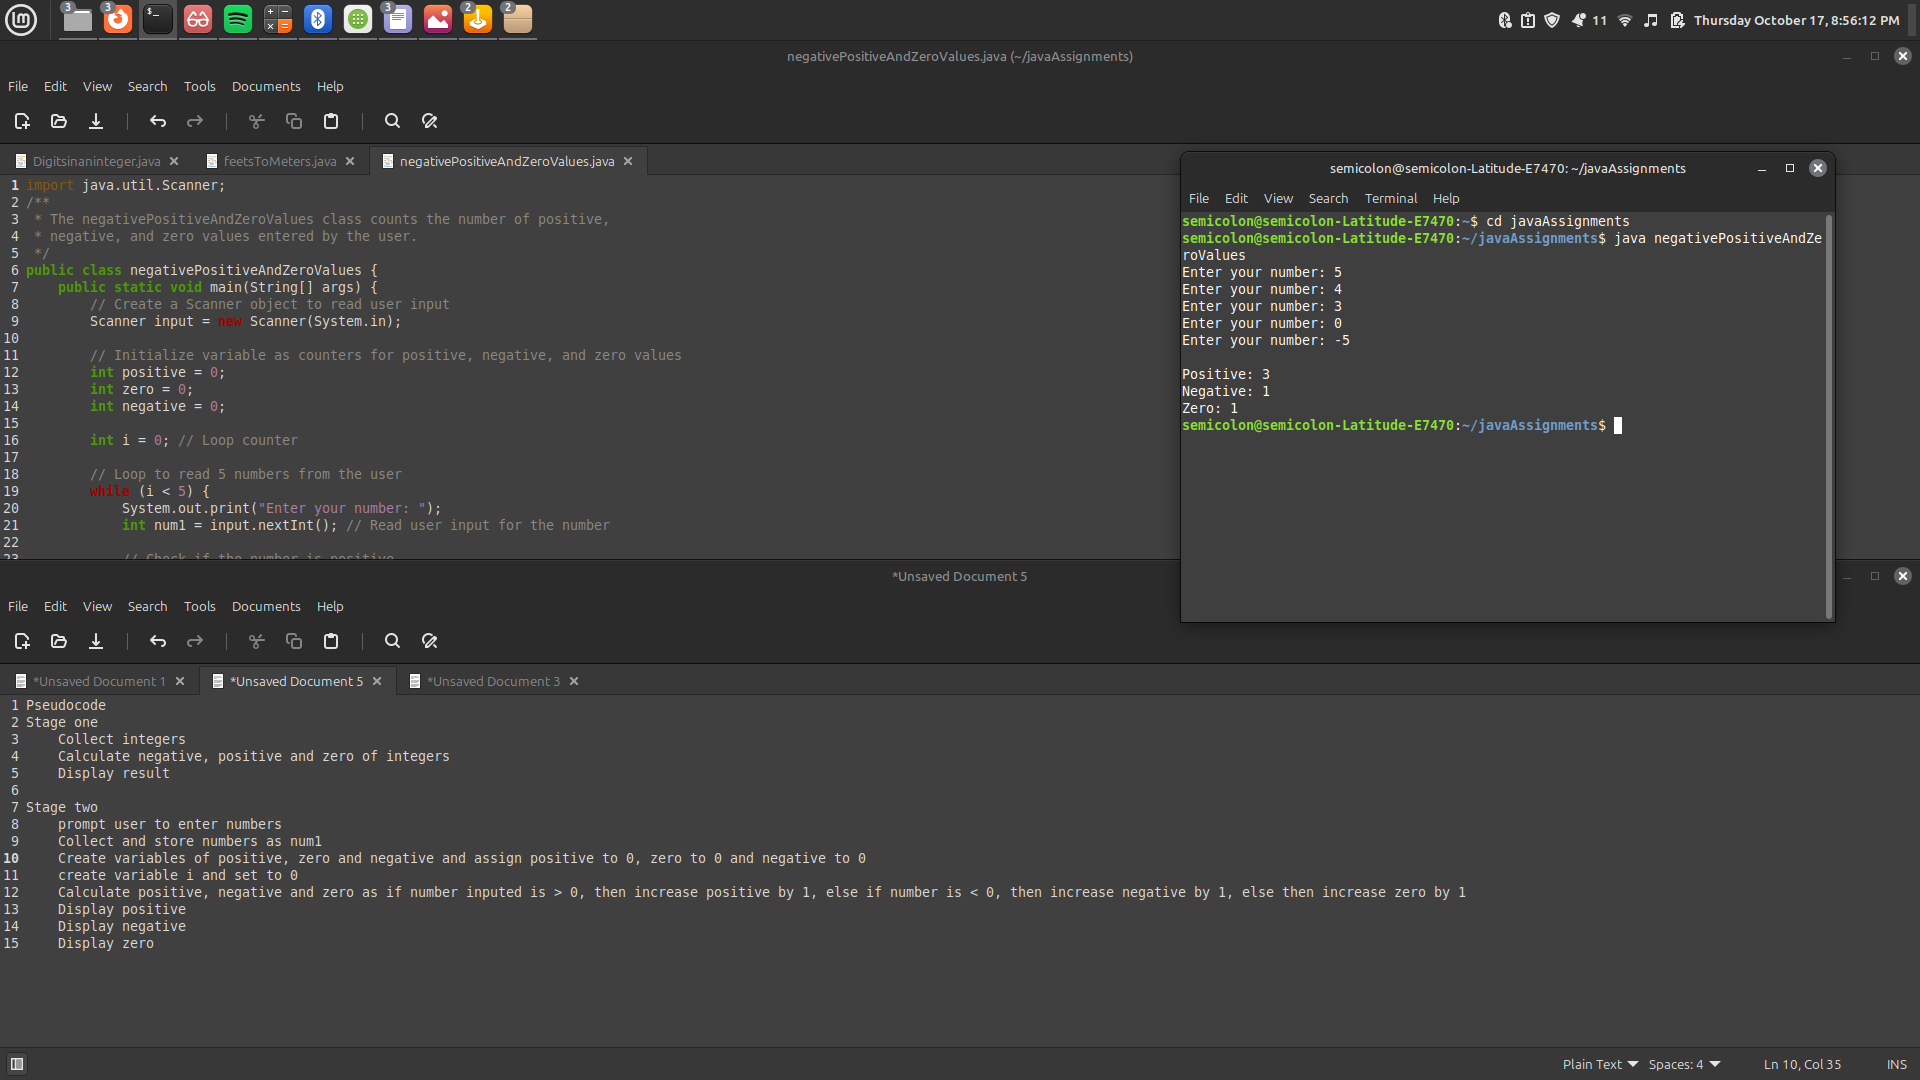 3
3
3
2
2
11
Thursday October 17, 8:56:12 PM
negativePositiveAndZeroValues.java (~/javaAssignments)
File Edit View Search Tools Documents Help
Digitsinaninteger.java
feetsToMeters.java
negativePositiveAndZeroValues.java
1 import java.util.Scanner;
2 /**
3  * The negativePositiveAndZeroValues class counts the number of positive,
4  * negative, and zero values entered by the user.
5  */
6 public class negativePositiveAndZeroValues {
7     public static void main(String[] args) {
8         // Create a Scanner object to read user input
9         Scanner input = new Scanner(System.in);
10
11         // Initialize variable as counters for positive, negative, and zero values
12         int positive = 0;
13         int zero = 0;
14         int negative = 0;
15
16         int i = 0; // Loop counter
17
18         // Loop to read 5 numbers from the user
19         while (i < 5) {
20             System.out.print("Enter your number: ");
21             int num1 = input.nextInt(); // Read user input for the number
22
23             // Check if the number is positive
semicolon@semicolon-Latitude-E7470: ~/javaAssignments
File Edit View Search Terminal Help
semicolon@semicolon-Latitude-E7470:~$ cd javaAssignments
semicolon@semicolon-Latitude-E7470:~/javaAssignments$ java negativePositiveAndZe
roValues
Enter your number: 5
Enter your number: 4
Enter your number: 3
Enter your number: 0
Enter your number: -5
Positive: 3
Negative: 1
Zero: 1
semicolon@semicolon-Latitude-E7470:~/javaAssignments$
*Unsaved Document 5
File Edit View Search Tools Documents Help
*Unsaved Document 1
*Unsaved Document 5
*Unsaved Document 3
1 Pseudocode
2 Stage one
3     Collect integers
4     Calculate negative, positive and zero of integers
5     Display result
6
7 Stage two
8     prompt user to enter numbers
9     Collect and store numbers as num1
10     Create variables of positive, zero and negative and assign positive to 0, zero to 0 and negative to 0
11     create variable i and set to 0
12     Calculate positive, negative and zero as if number inputed is > 0, then increase positive by 1, else if number is < 0, then increase negative by 1, else then increase zero by 1
13     Display positive
14     Display negative
15     Display zero
Plain Text
Spaces: 4
Ln 10, Col 35
INS